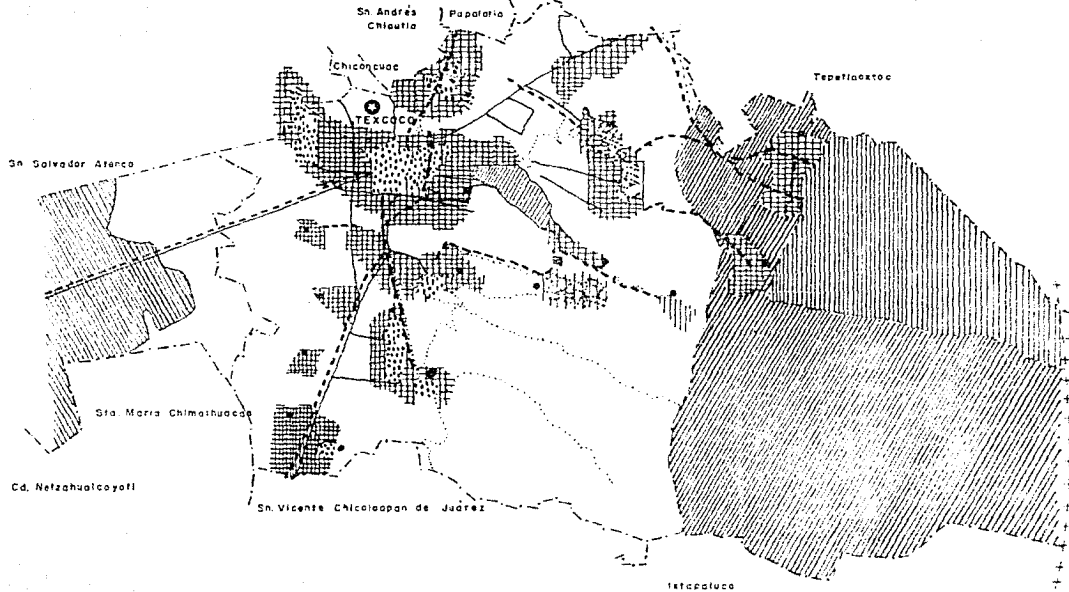 Sn. Andrés
Chiautla
Papalotla
Chiconcuac
Tepetlaoxtoc
TEXCOCO
Sn Salvador Atenco
Sta. María Chimalhuacan
Cd. Netzahualcoyotl
Sn. Vicente Chicoloapan de Juárez
Ixtapaluca